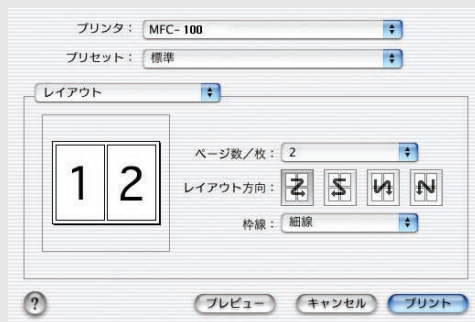 プリンタ： MFC-100
プリセット： 標準
レイアウト
1 2
ページ数／枚： 2
レイアウト方向：
枠線： 細線
? プレビュー キャンセル プリント